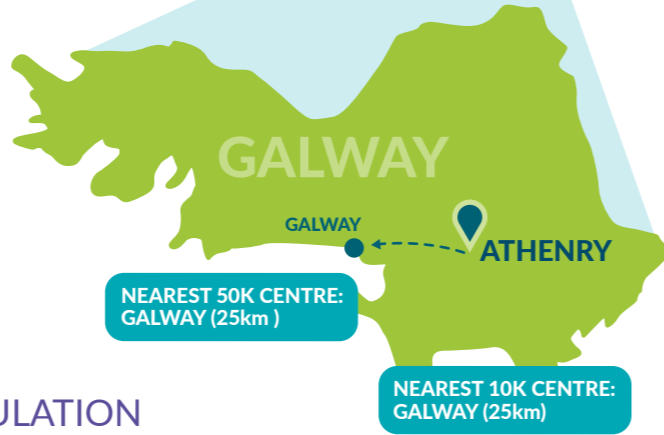 GALWAY
GALWAY
ATHENRY
NEAREST 50K CENTRE:
GALWAY (25km )
NEAREST 10K CENTRE:
GALWAY (25km)
ULATION